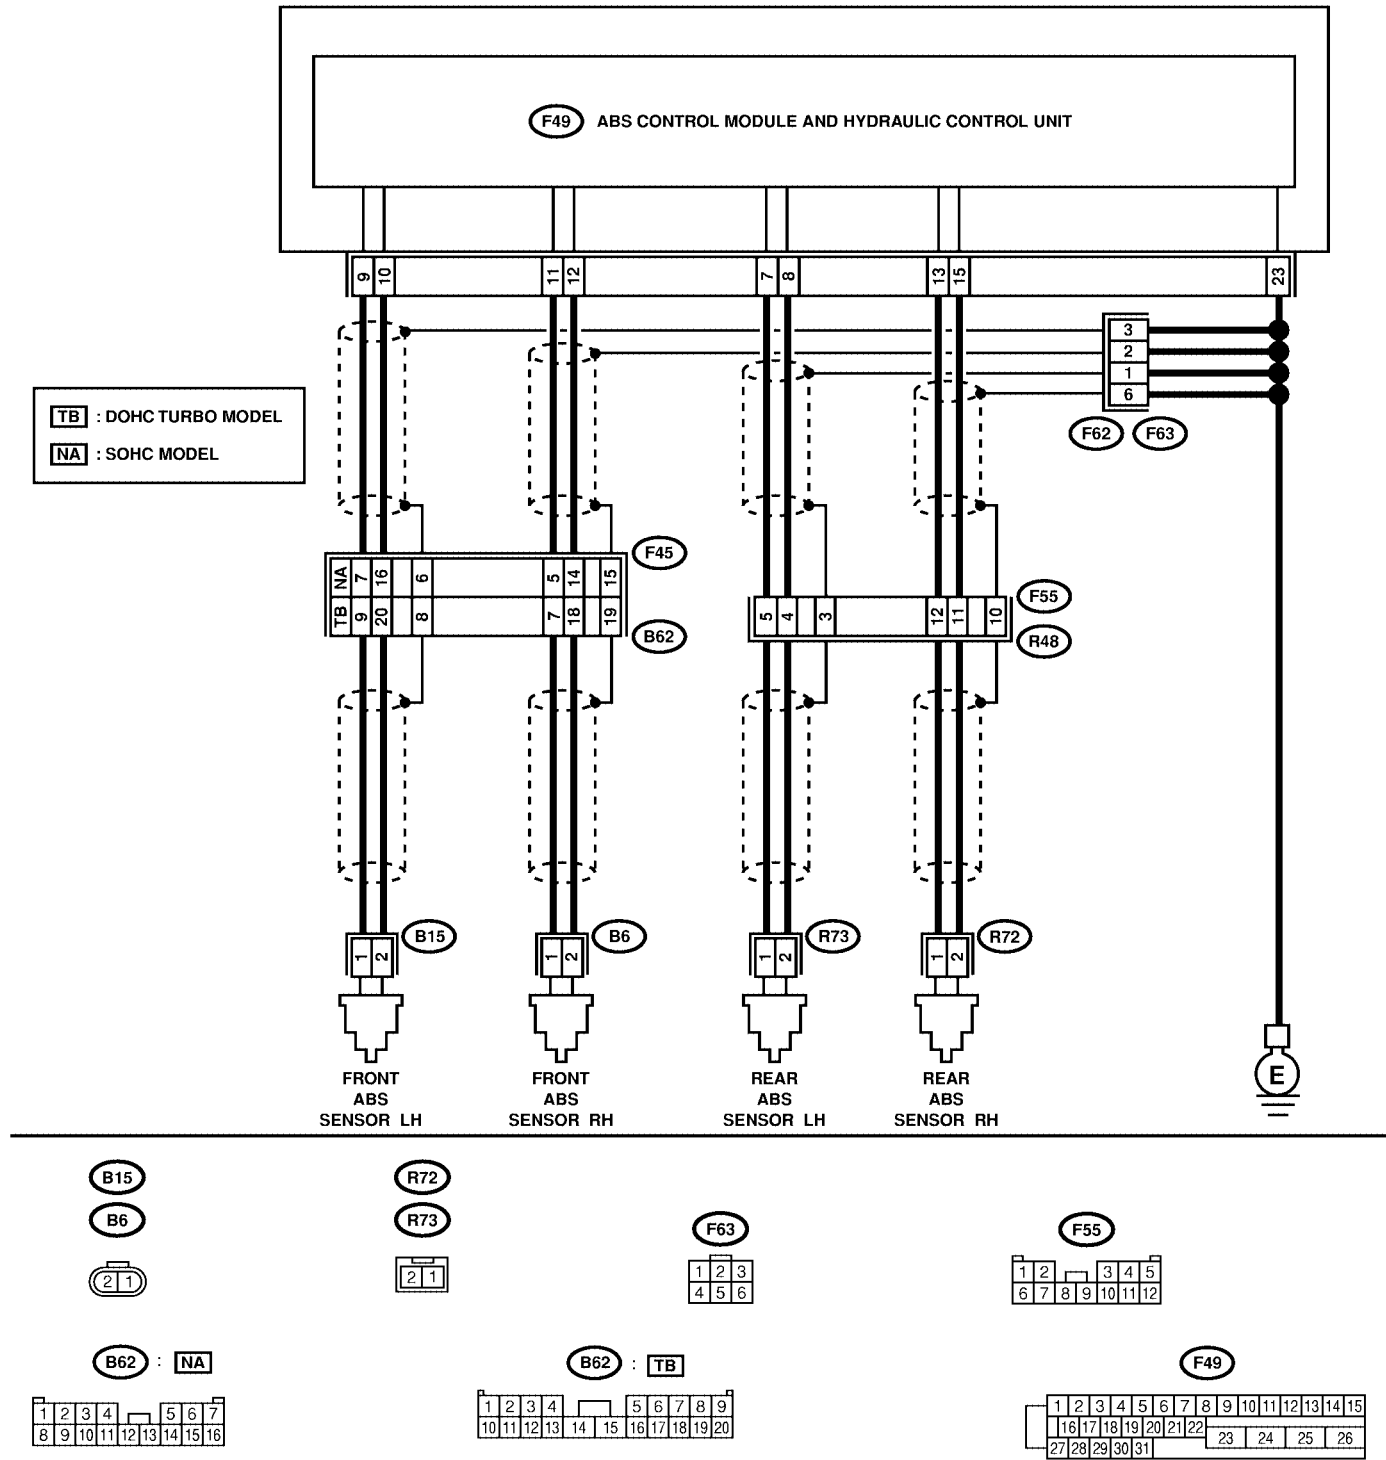 F49 ABS CONTROL MODULE AND HYDRAULIC CONTROL UNIT
9 10 11 12 7 8 13 15 23
3
2
1
6
F62 F63
TB : DOHC TURBO MODEL
NA : SOHC MODEL
F45
NA 7 16 6 5 14 15
TB 9 20 8 7 18 19
B62
F55
5 4 3 12 11 10
R48
B15 B6 R73 R72
1 2 1 2 1 2 1 2
FRONT ABS SENSOR LH
FRONT ABS SENSOR RH
REAR ABS SENSOR LH
REAR ABS SENSOR RH
E
B15
B6
2 1
R72
R73
2 1
F63
1 2 3
4 5 6
F55
1 2 3 4 5
6 7 8 9 10 11 12
B62 : NA
1 2 3 4 5 6 7
8 9 10 11 12 13 14 15 16
B62 : TB
1 2 3 4 5 6 7 8 9
10 11 12 13 14 15 16 17 18 19 20
F49
1 2 3 4 5 6 7 8 9 10 11 12 13 14 15
16 17 18 19 20 21 22 23 24 25 26
27 28 29 30 31